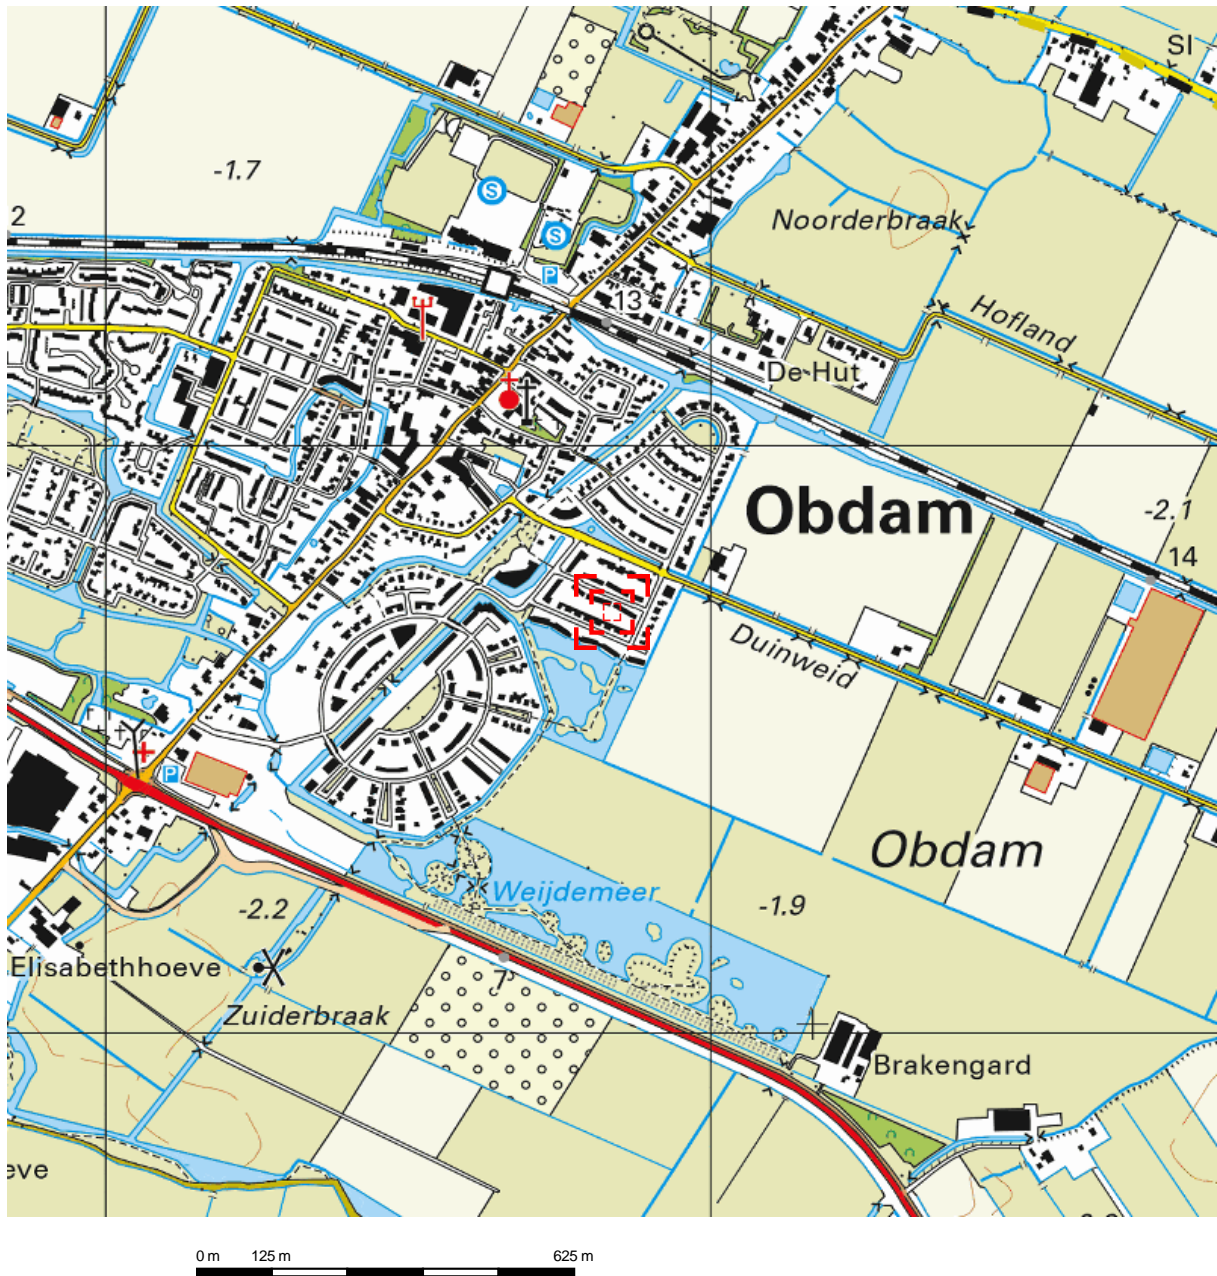 Sl
-1.7
S
Noorderbraak
2
S
P
13
Hofland
De Hut
Obdam
-2.1
14
Duinweid
P
Obdam
Weijdemeer
-2.2
-1.9
Elisabethhoeve
7
Zuiderbraak
Brakengard
eve
0 m 125 m 625 m